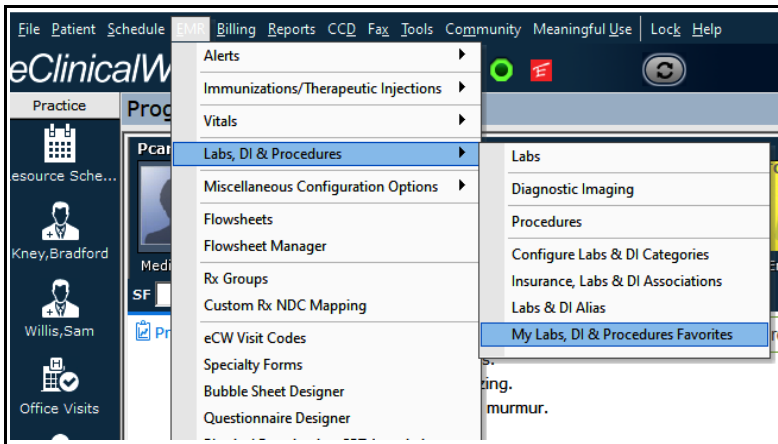 File Patient Schedule EMR Billing Reports CCD Fax Tools Community Meaningful Use Lock Help
eClinicalW
Practice
Prog
esource Sche...
Kney,Bradford
Willis,Sam
Office Visits
Pcar
Medi
SF
Pr
Alerts
Immunizations/Therapeutic Injections
Vitals
Labs, DI & Procedures
Miscellaneous Configuration Options
Flowsheets
Flowsheet Manager
Rx Groups
Custom Rx NDC Mapping
eCW Visit Codes
Specialty Forms
Bubble Sheet Designer
Questionnaire Designer
Labs
Diagnostic Imaging
Procedures
Configure Labs & DI Categories
Insurance, Labs & DI Associations
Labs & DI Alias
My Labs, DI & Procedures Favorites
zing.
murmur.